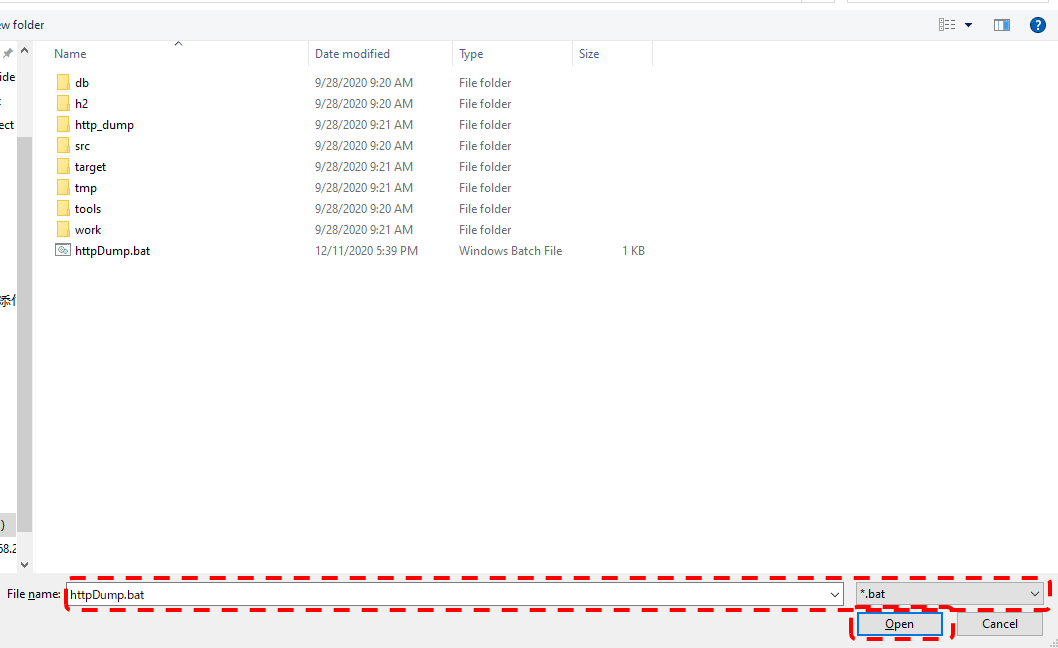 ew folder
Name Date modified Type Size
db 9/28/2020 9:20 AM File folder
h2 9/28/2020 9:20 AM File folder
http_dump 9/28/2020 9:21 AM File folder
src 9/28/2020 9:20 AM File folder
target 9/28/2020 9:21 AM File folder
tmp 9/28/2020 9:21 AM File folder
tools 9/28/2020 9:20 AM File folder
work 9/28/2020 9:21 AM File folder
httpDump.bat 12/11/2020 5:39 PM Windows Batch File 1 KB
ide
ect
)
68.2
File name: httpDump.bat *.bat
Open Cancel